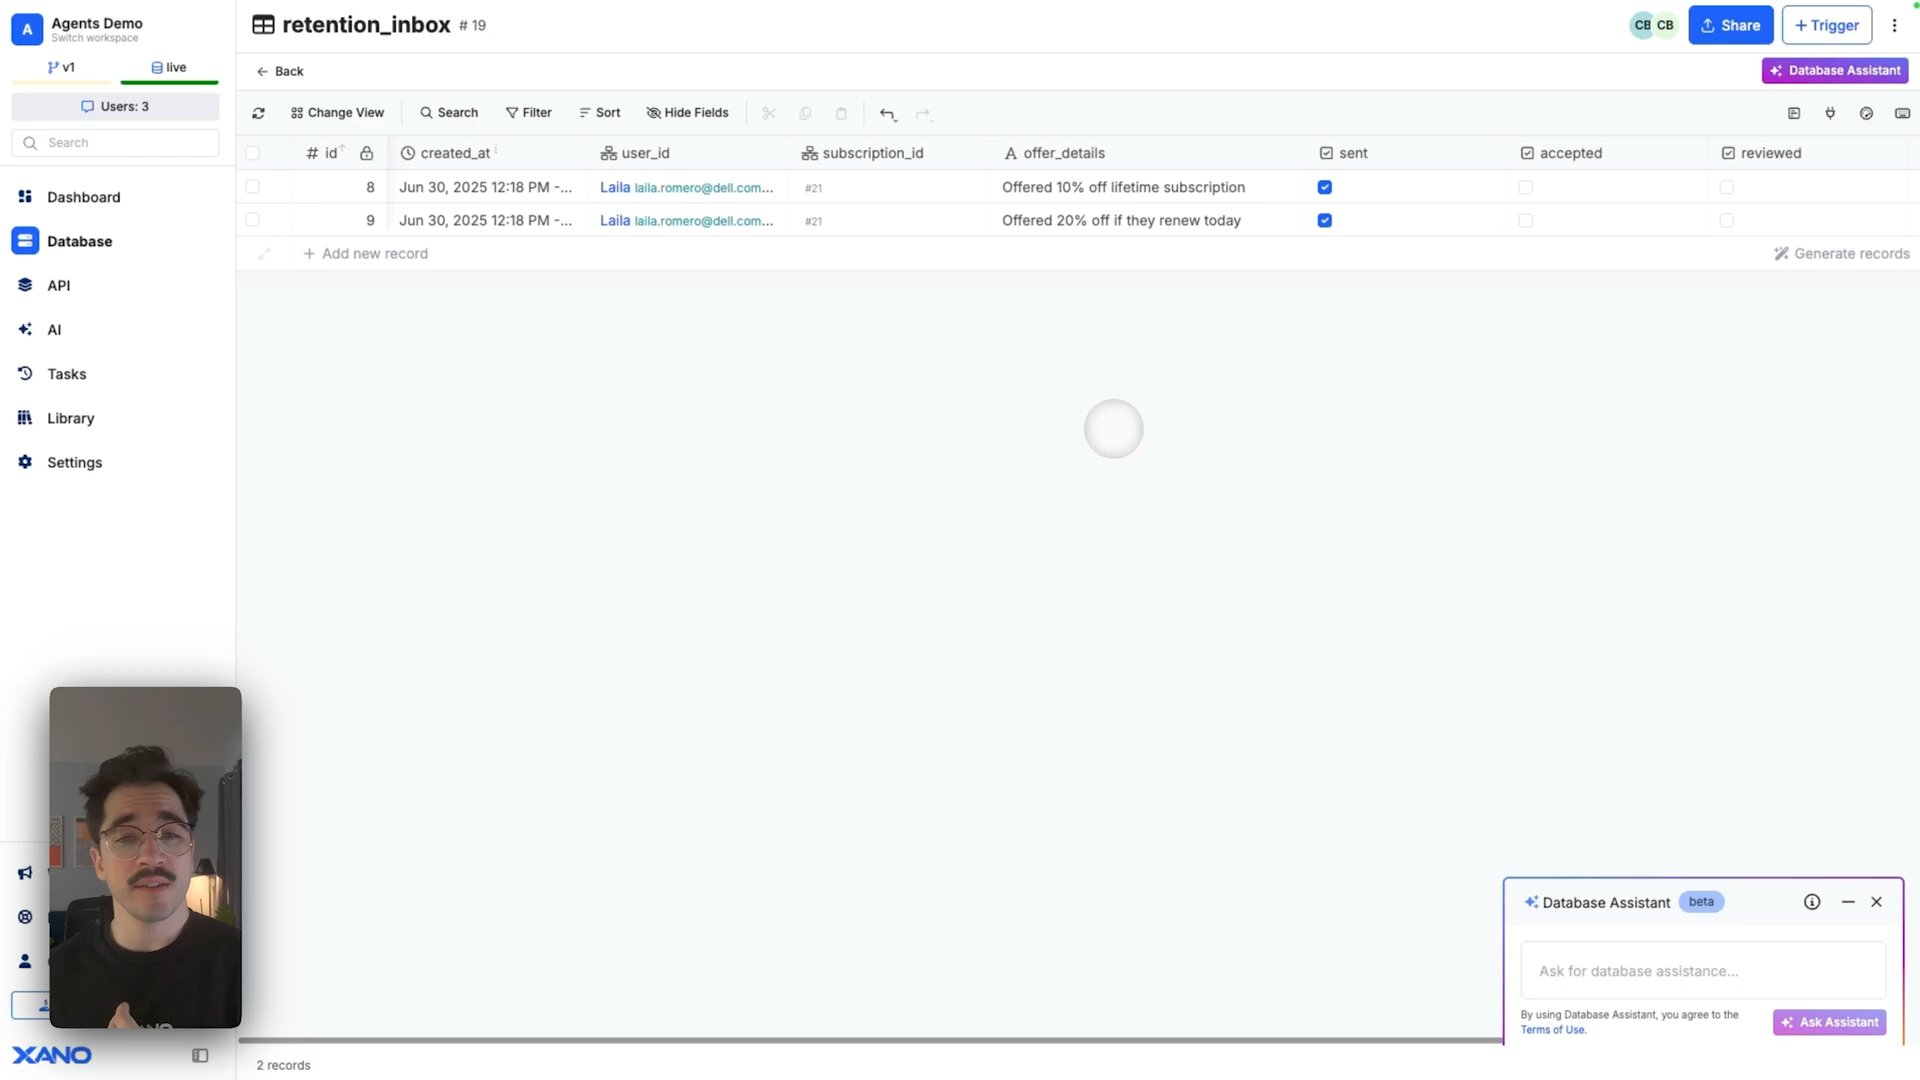 A
Agents Demo
Switch workspace
v1
live
Users: 3
Search
Dashboard
Database
API
AI
Tasks
Library
Settings
XANO
retention_inbox # 19
CB CB
Share
+ Trigger
Back
Database Assistant
Change View
Search
Filter
Sort
Hide Fields
# id
created_at
user_id
subscription_id
A offer_details
sent
accepted
reviewed
8 Jun 30, 2025 12:18 PM -... Laila laila.romero@dell.com... #21 Offered 10% off lifetime subscription
9 Jun 30, 2025 12:18 PM -... Laila laila.romero@dell.com... #21 Offered 20% off if they renew today
+ Add new record
Generate records
Database Assistant beta
Ask for database assistance...
By using Database Assistant, you agree to the
Terms of Use.
Ask Assistant
2 records